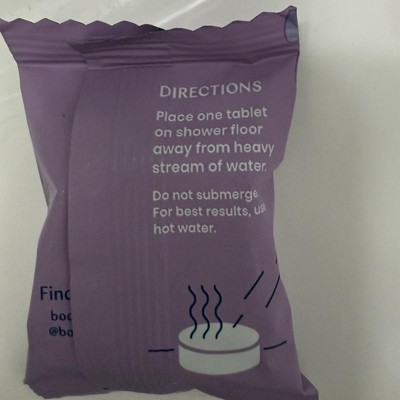 DIRECTIONS
Place one tablet
on shower floor
away from heavy
stream of water.
Do not submerge
For best results, use
hot water.
Find